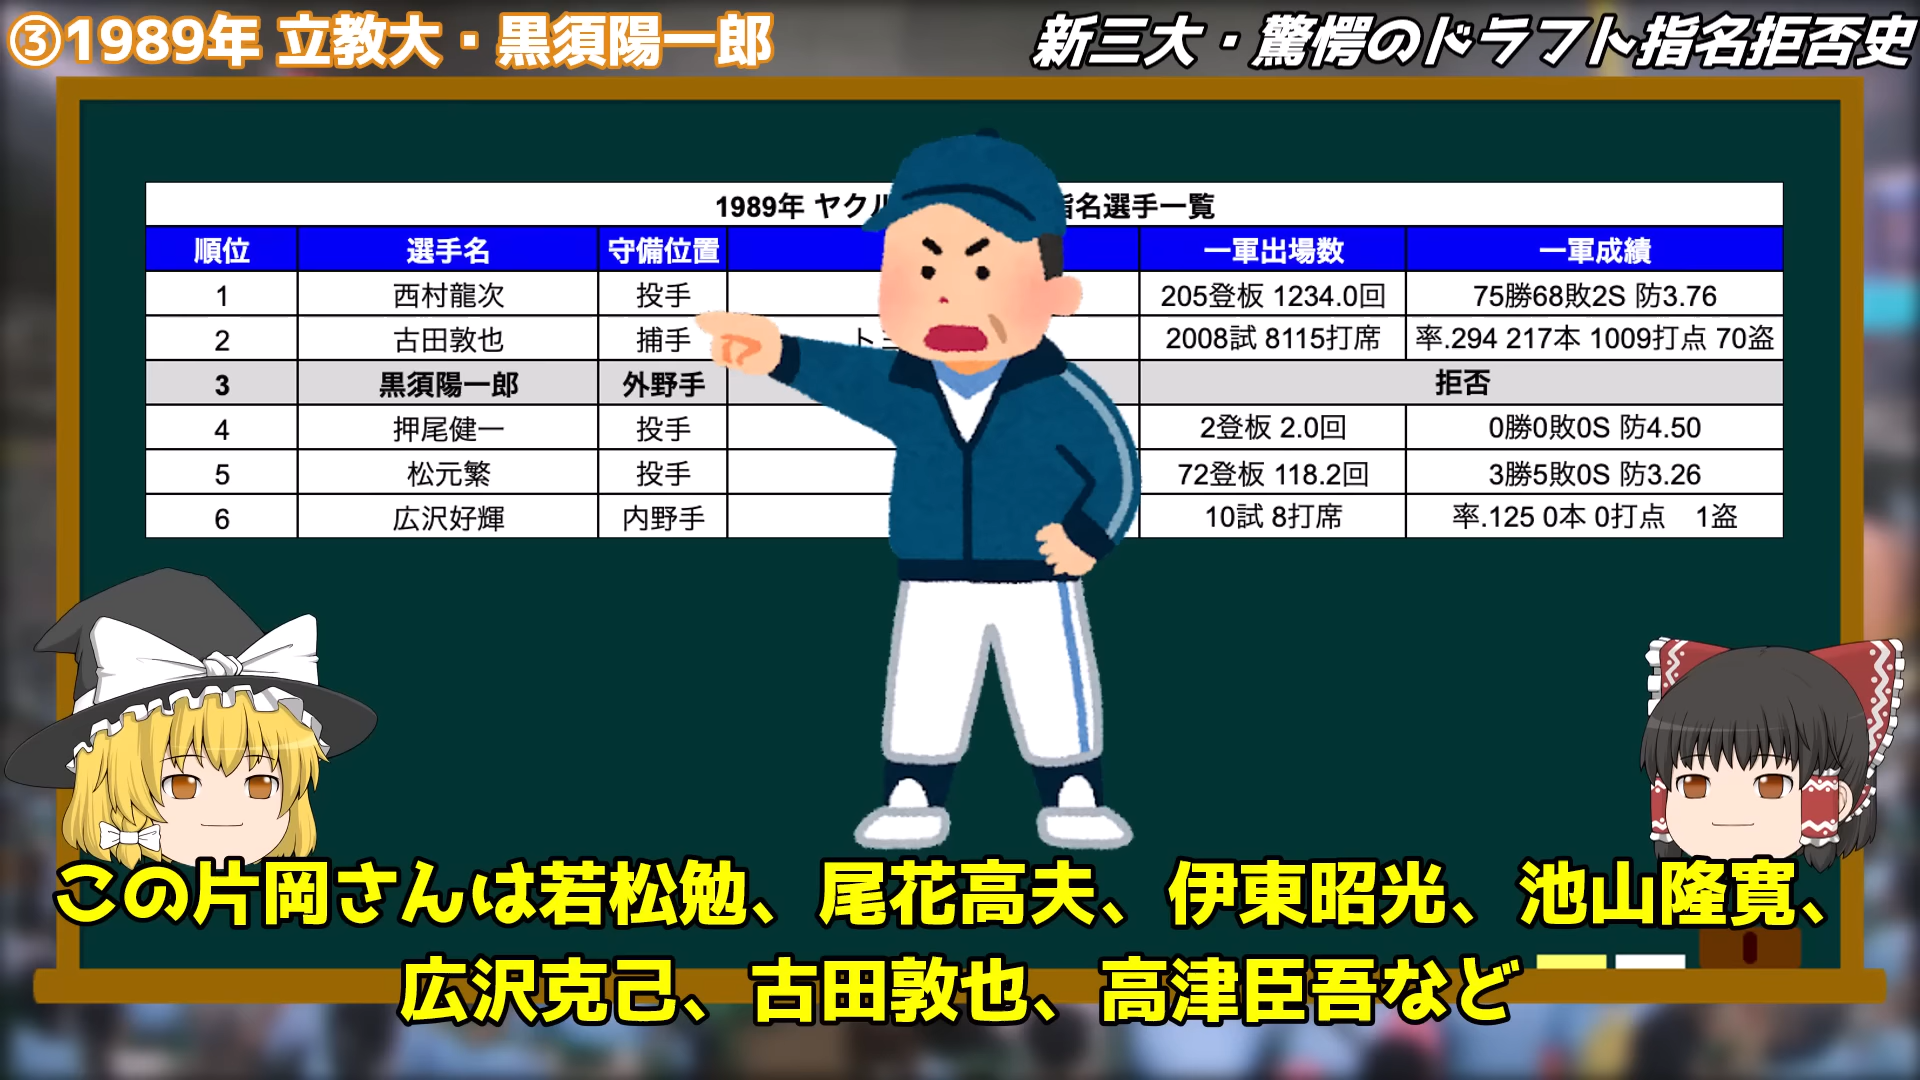 ③1989年 立教大・黒須陽一郎
新三大・驚愕のドラフト指名拒否史
1989年 ヤクル 指名選手一覧
順位 選手名 守備位置 一軍出場数 一軍成績
1 西村龍次 投手 205登板 1234.0回 75勝68敗2S 防3.76
2 古田敦也 捕手 ト 2008試 8115打席 率.294 217本 1009打点 70盗
3 黒須陽一郎 外野手 拒否
4 押尾健一 投手 2登板 2.0回 0勝0敗0S 防4.50
5 松元繁 投手 72登板 118.2回 3勝5敗0S 防3.26
6 広沢好輝 内野手 10試 8打席 率.125 0本 0打点 1盗
この片岡さんは若松勉、尾花高夫、伊東昭光、池山隆寛、
広沢克己、古田敦也、高津臣吾など